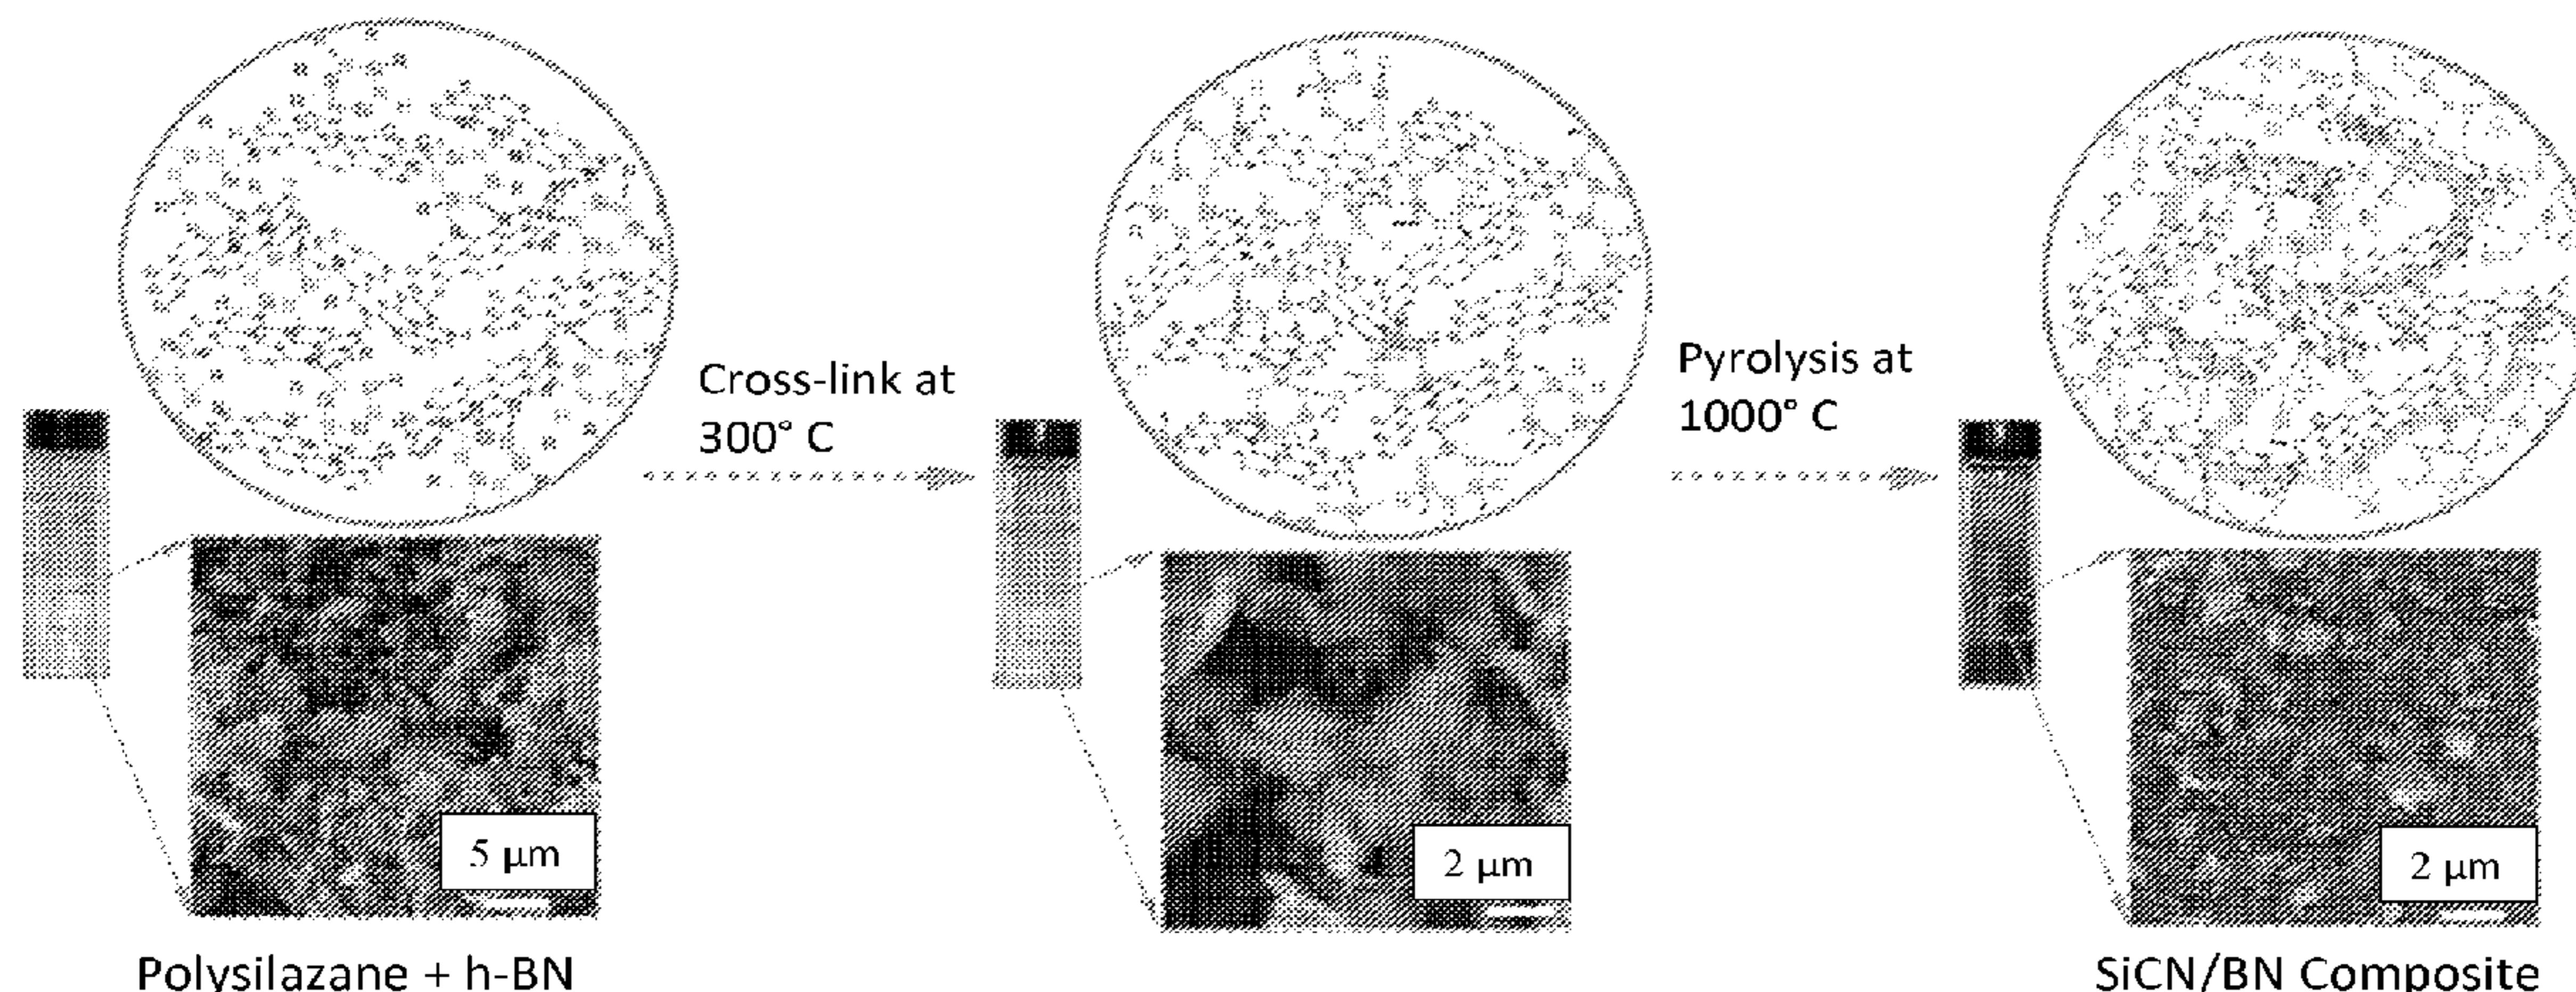 Cross-link at
300° C
Pyrolysis at
1000° C
5 µm
2 µm
2 µm
Polysilazane + h-BN
SiCN/BN Composite